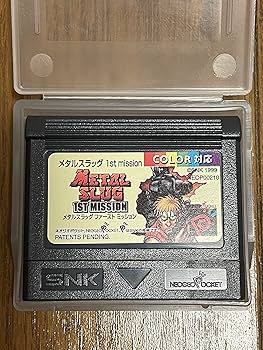 メタルスラッグ 1st mission
COLOR 対応
©SNK 1999
METAL SLUG
1ST MISSION
メタルスラッグ ファースト ミッション
PATENTS PENDING.
SNK
NEOGEO POCKET